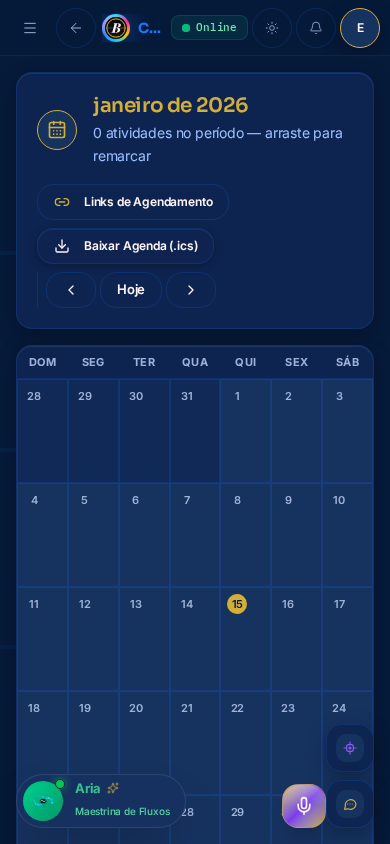 B C... Online E
janeiro de 2026
0 atividades no período — arraste para
remarcar
Links de Agendamento
Baixar Agenda (.ics)
Hoje
DOM SEG TER QUA QUI SEX SÁB
28 29 30 31 1 2 3
4 5 6 7 8 9 10
11 12 13 14 15 16 17
18 19 20 21 22 23 24
Aria
Maestrina de Fluxos
28 29